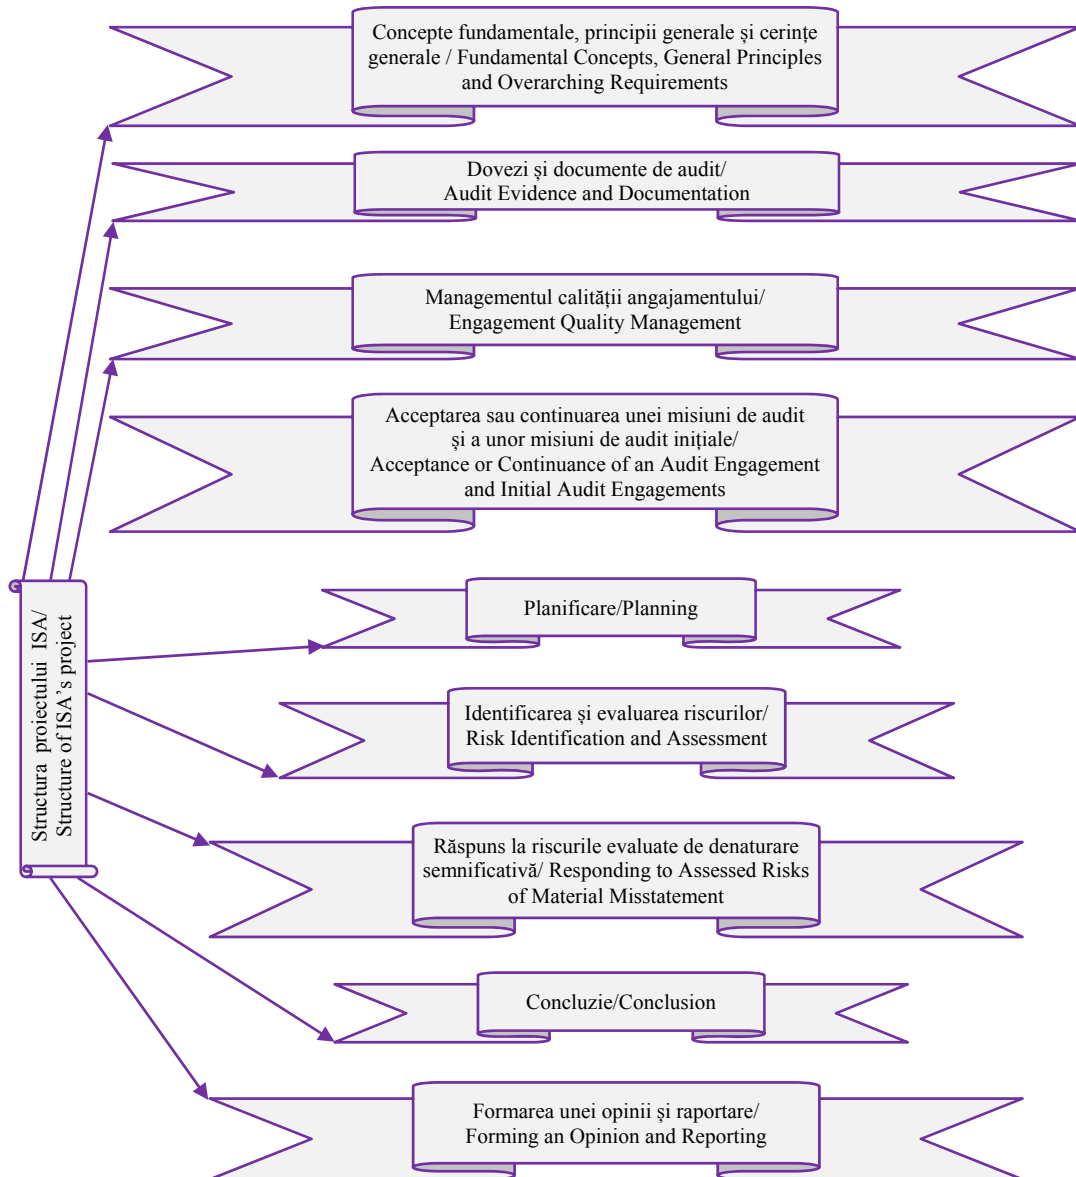 Concepte fundamentale, principii generale și cerințe
generale / Fundamental Concepts, General Principles
and Overarching Requirements
Dovezi și documente de audit/
Audit Evidence and Documentation
Managementul calității angajamentului/
Engagement Quality Management
Acceptarea sau continuarea unei misiuni de audit
și a unor misiuni de audit inițiale/
Acceptance or Continuance of an Audit Engagement
and Initial Audit Engagements
Structura proiectului ISA/
Structure of ISA’s project
Planificare/Planning
Identificarea și evaluarea riscurilor/
Risk Identification and Assessment
Răspuns la riscurile evaluate de denaturare
semnificativă/ Responding to Assessed Risks
of Material Misstatement
Concluzie/Conclusion
Formarea unei opinii și raportare/
Forming an Opinion and Reporting